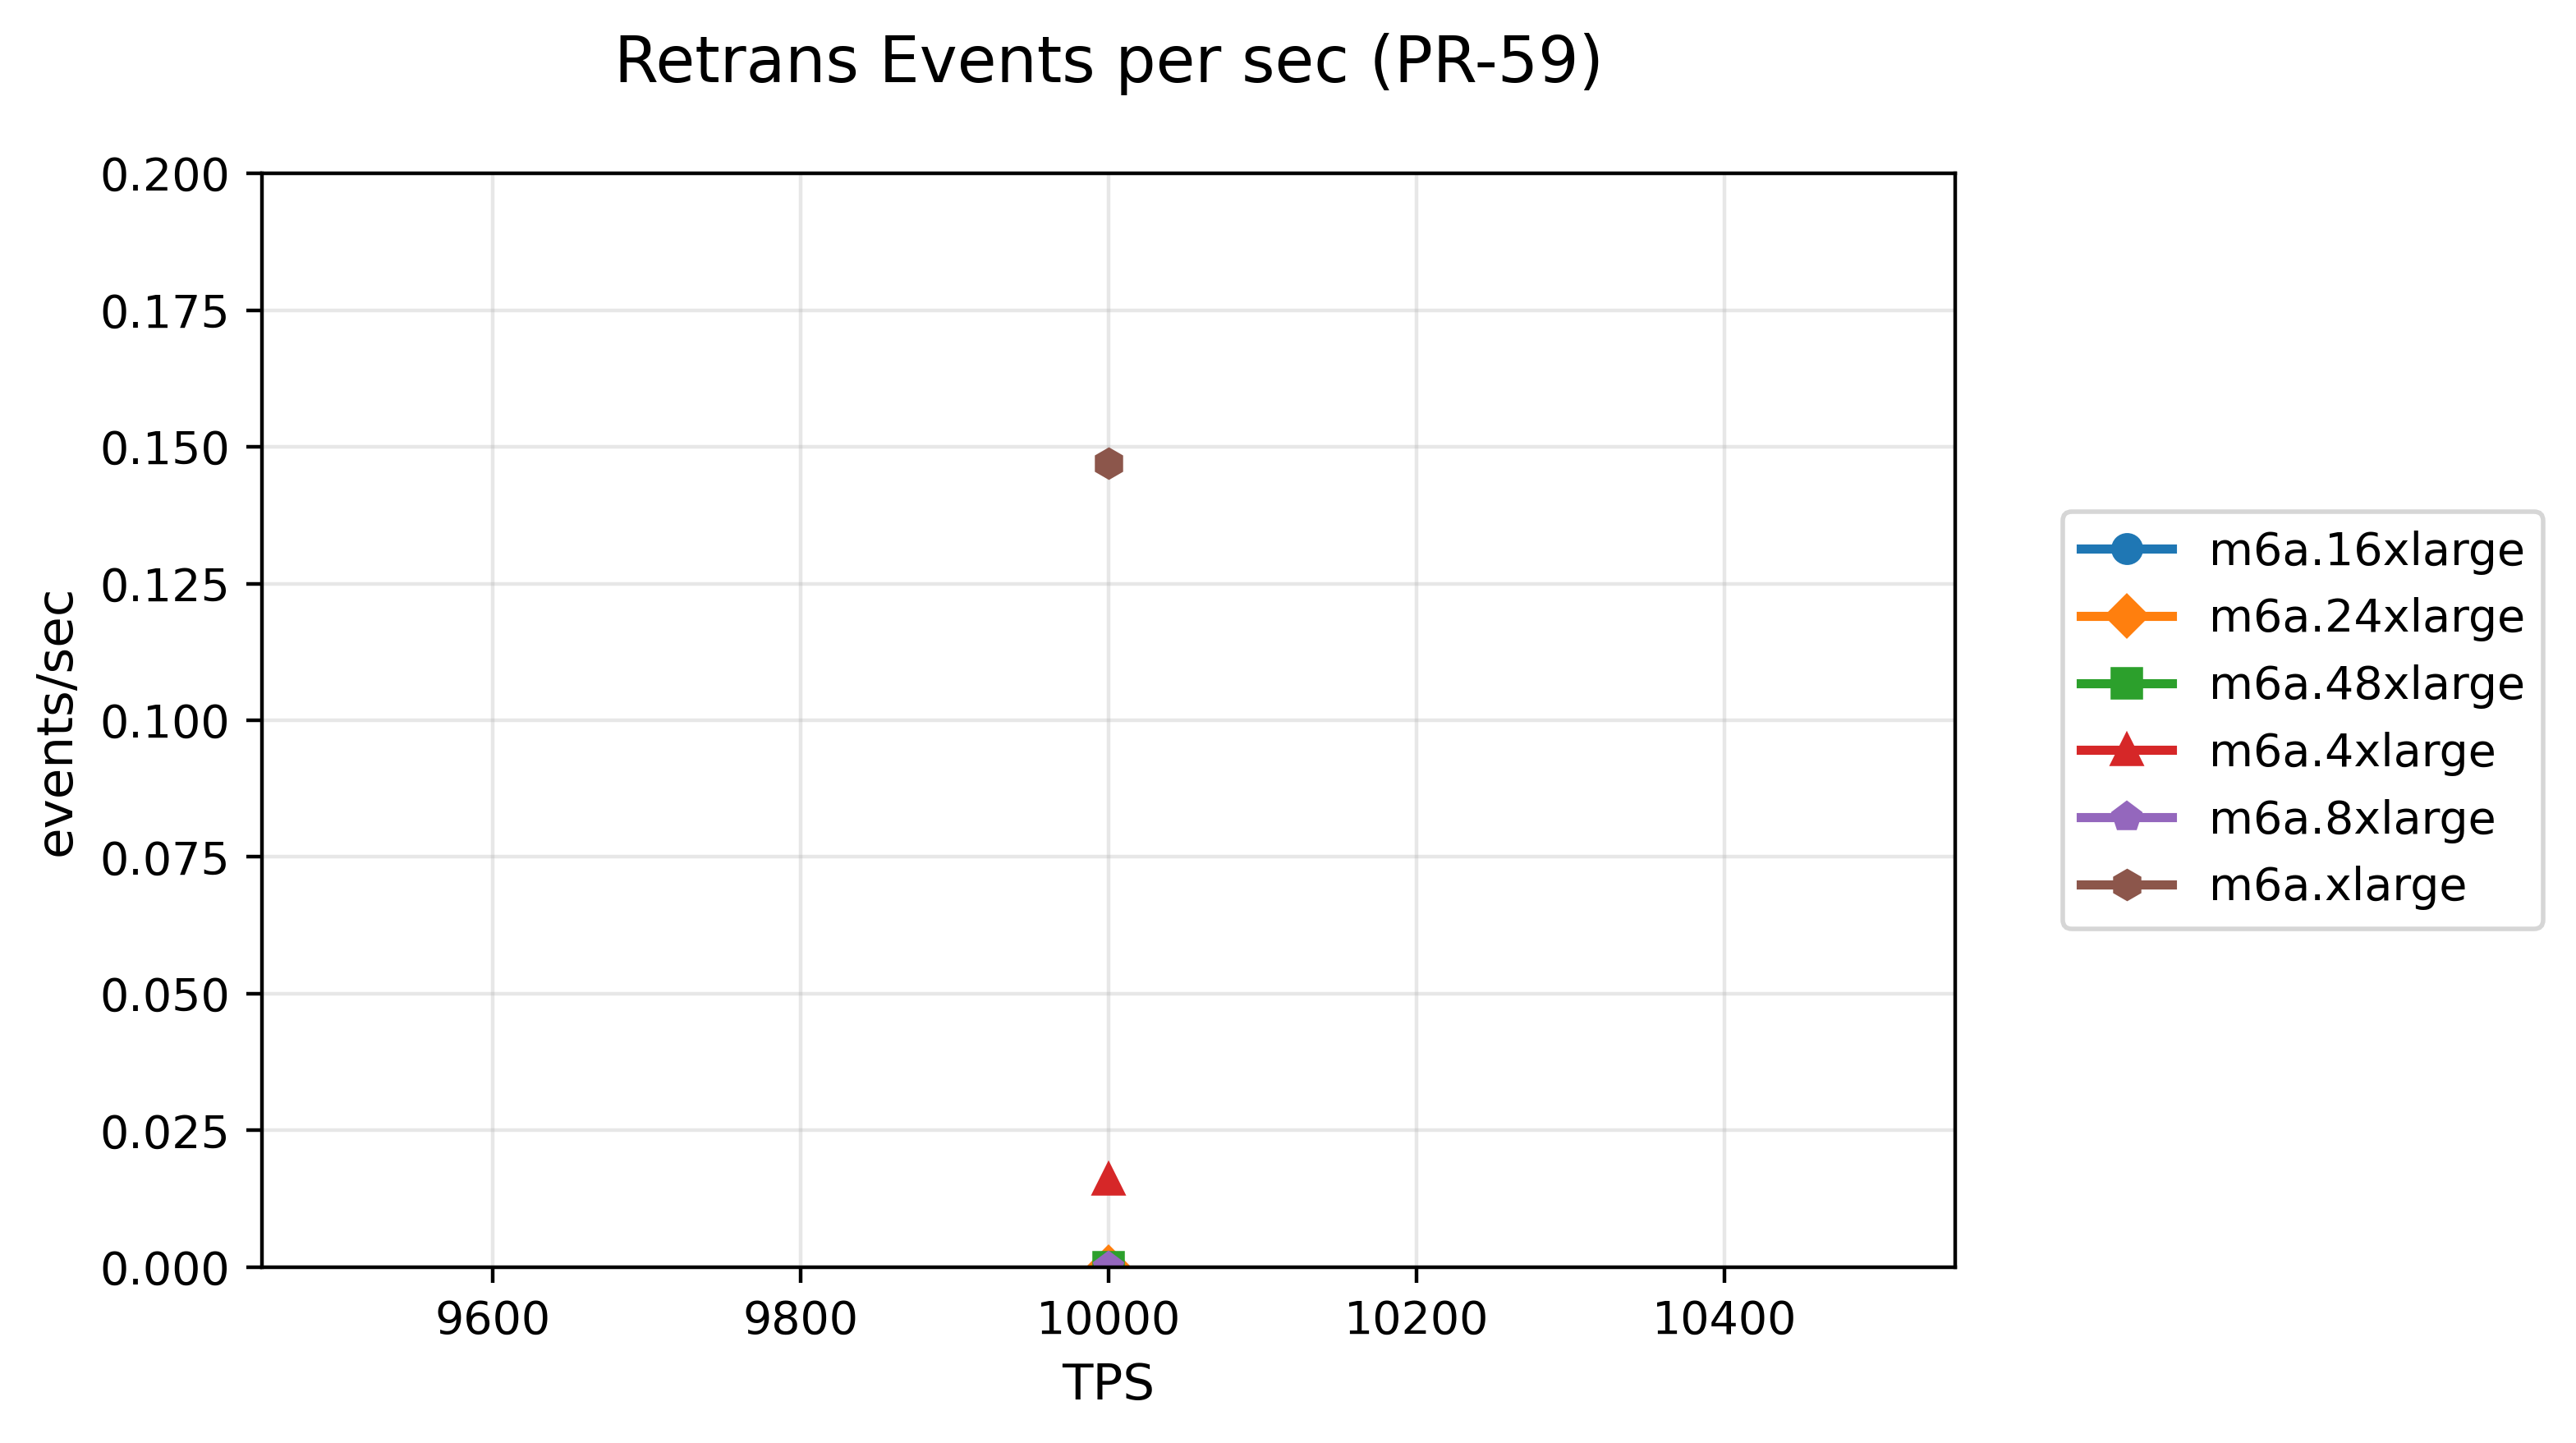 Retrans Events per sec (PR-59)
0.200
0.175
0.150
0.125
0.100
0.075
0.050
0.025
0.000
events/sec
9600 9800 10000 10200 10400
TPS
m6a.16xlarge
m6a.24xlarge
m6a.48xlarge
m6a.4xlarge
m6a.8xlarge
m6a.xlarge